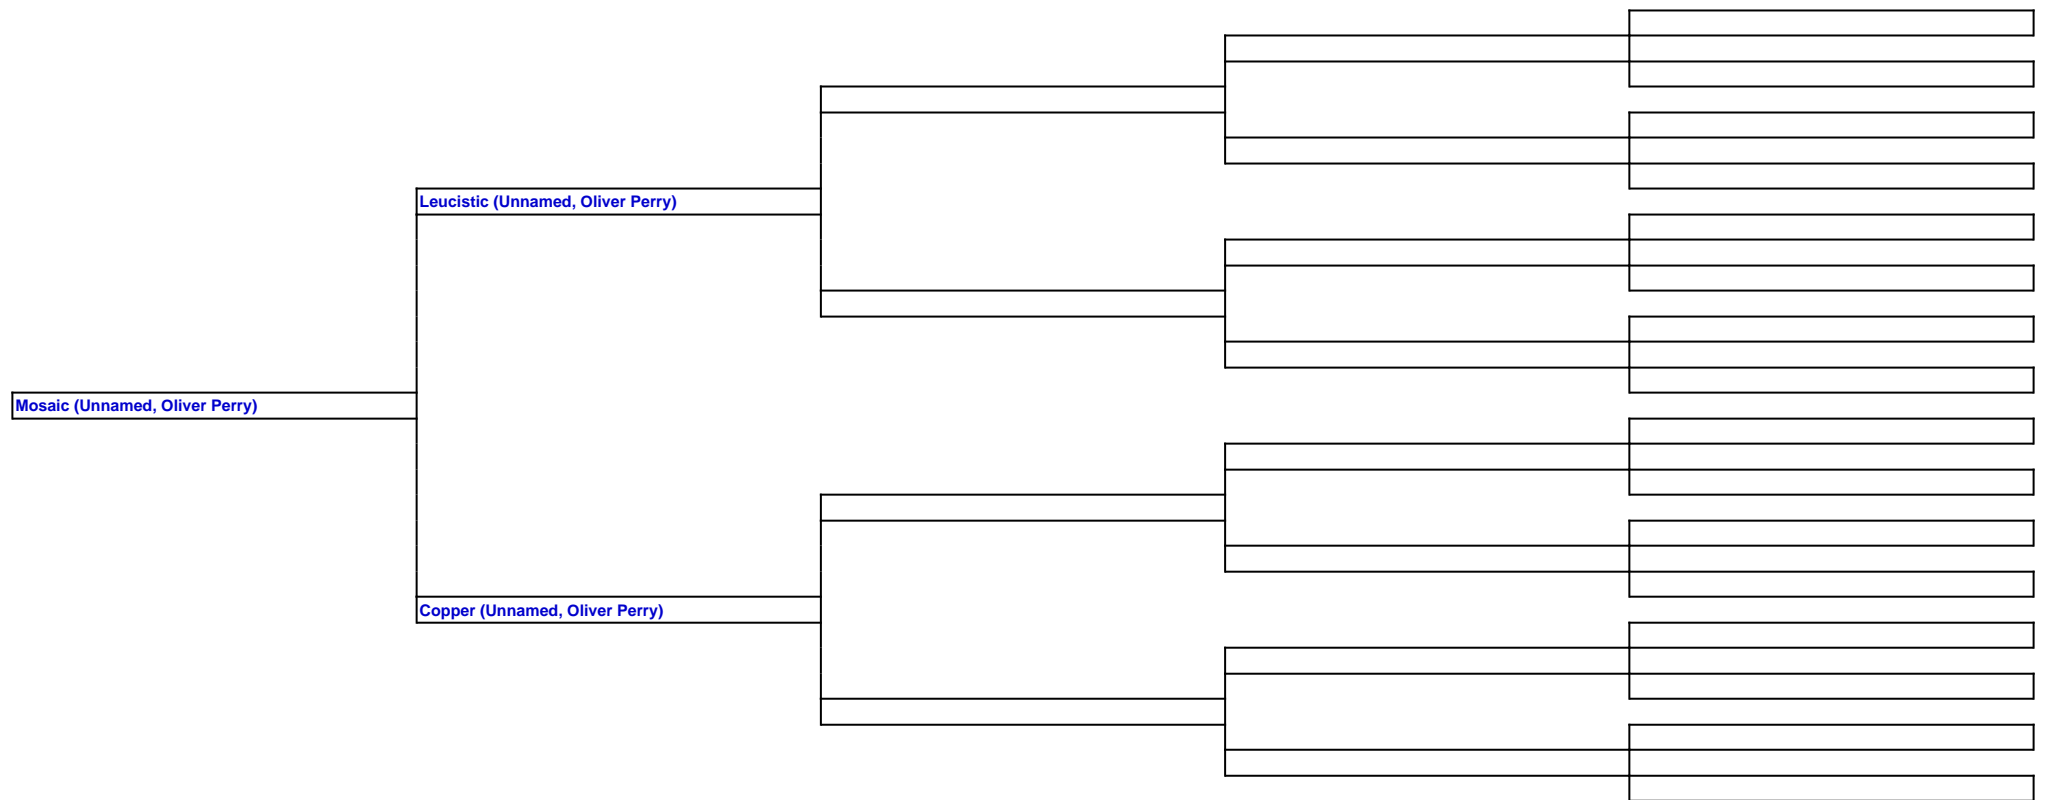 Leucistic (Unnamed, Oliver Perry)
Mosaic (Unnamed, Oliver Perry)
Copper (Unnamed, Oliver Perry)